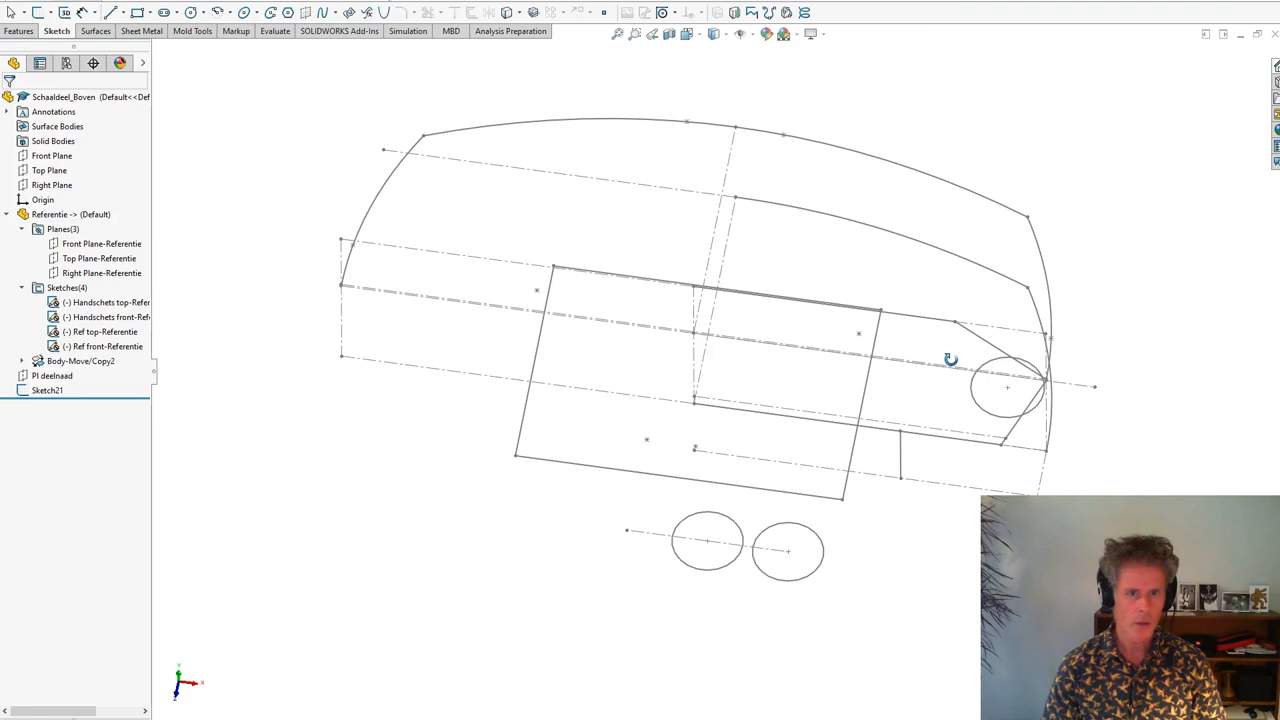 Features Sketch Surfaces Sheet Metal Mold Tools Markup Evaluate SOLIDWORKS Add-Ins Simulation MBD Analysis Preparation
Schaaldeel_Boven (Default<<Def
Annotations
Surface Bodies
Solid Bodies
Front Plane
Top Plane
Right Plane
Origin
Referentie -> (Default)
Planes(3)
Front Plane-Referentie
Top Plane-Referentie
Right Plane-Referentie
Sketches(4)
(-) Handschets top-Refer
(-) Handschets front-Refe
(-) Ref top-Referentie
(-) Ref front-Referentie
Body-Move/Copy2
Pl deelnaad
Sketch21
Y
X
Z